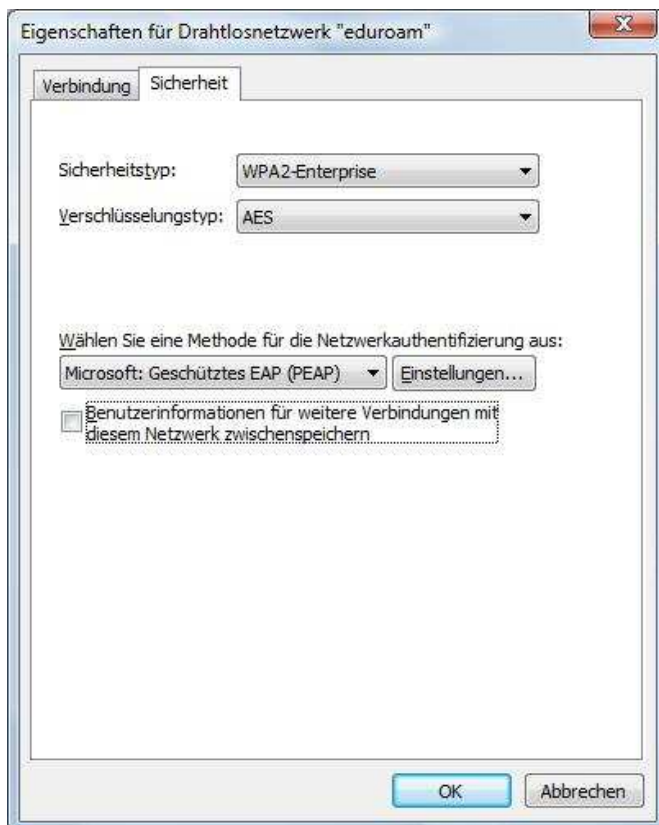 Eigenschaften für Drahtlosnetzwerk "eduroam"
Verbindung Sicherheit
Sicherheitstyp: WPA2-Enterprise
Verschlüsselungstyp: AES
Wählen Sie eine Methode für die Netzwerkauthentifizierung aus:
Microsoft: Geschütztes EAP (PEAP) Einstellungen...
Benutzerinformationen für weitere Verbindungen mit
diesem Netzwerk zwischenspeichern
OK Abbrechen